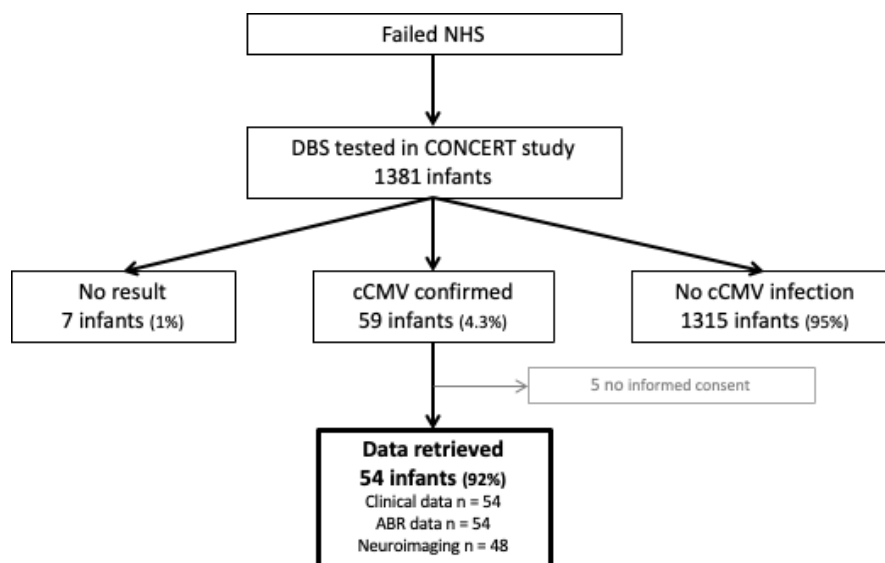 Failed NHS
DBS tested in CONCERT study
1381 infants
No result
7 infants (1%)
cCMV confirmed
59 infants (4.3%)
No cCMV infection
1315 infants (95%)
5 no informed consent
Data retrieved
54 infants (92%)
Clinical data n = 54
ABR data n = 54
Neuroimaging n = 48